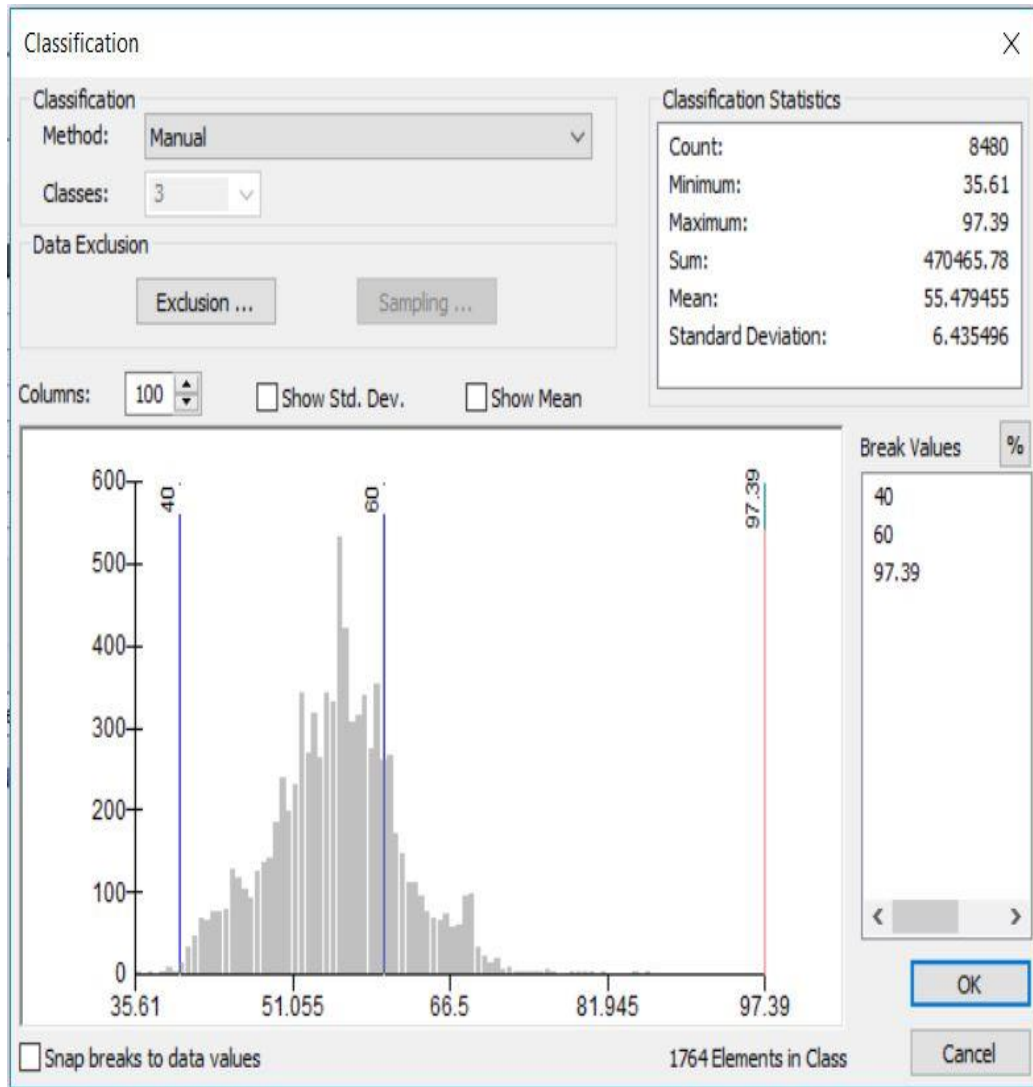 Classification
Classification
Method: Manual
Classes: 3
Data Exclusion
Exclusion ...
Sampling ...
Classification Statistics
Count: 8480
Minimum: 35.61
Maximum: 97.39
Sum: 470465.78
Mean: 55.479455
Standard Deviation: 6.435496
Columns: 100
Show Std. Dev.
Show Mean
Break Values %
40
60
97.39
600
500
400
300
200
100
0
40
60
97.39
35.61 51.055 66.5 81.945 97.39
Snap breaks to data values
1764 Elements in Class
OK
Cancel